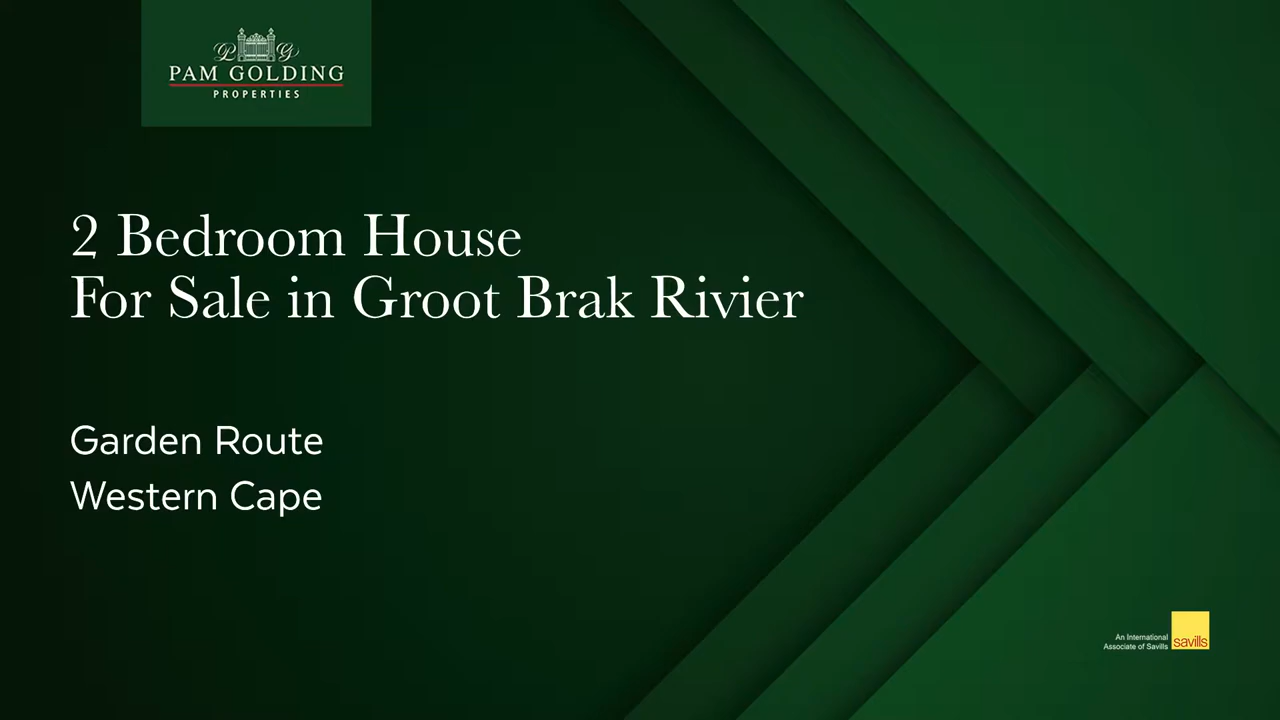 P G
PAM GOLDING
PROPERTIES
2 Bedroom House
For Sale in Groot Brak Rivier
Garden Route
Western Cape
An International
Associate of Savills
savills